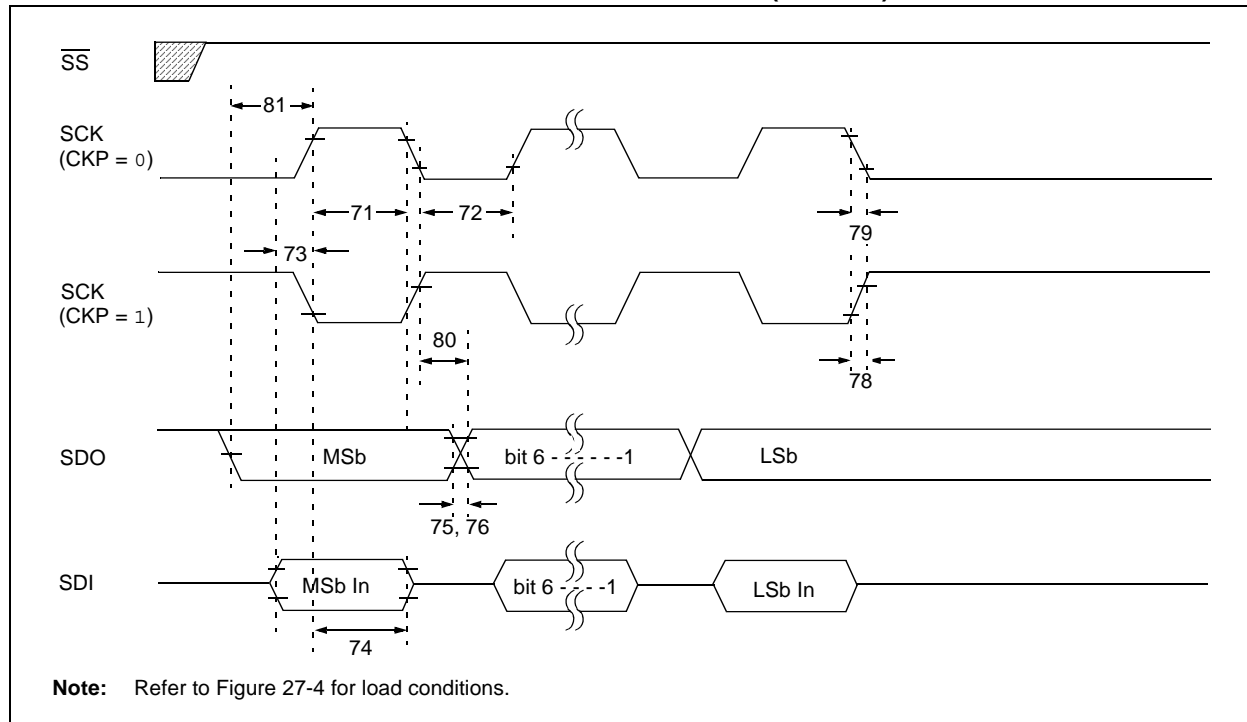 SS
81
SCK
(CKP = 0)
71
72
79
73
SCK
(CKP = 1)
80
78
SDO
MSb
bit 6 - - - - - -1
LSb
75, 76
SDI
MSb In
bit 6 - - - - -1
LSb In
74
Note: Refer to Figure 27-4 for load conditions.